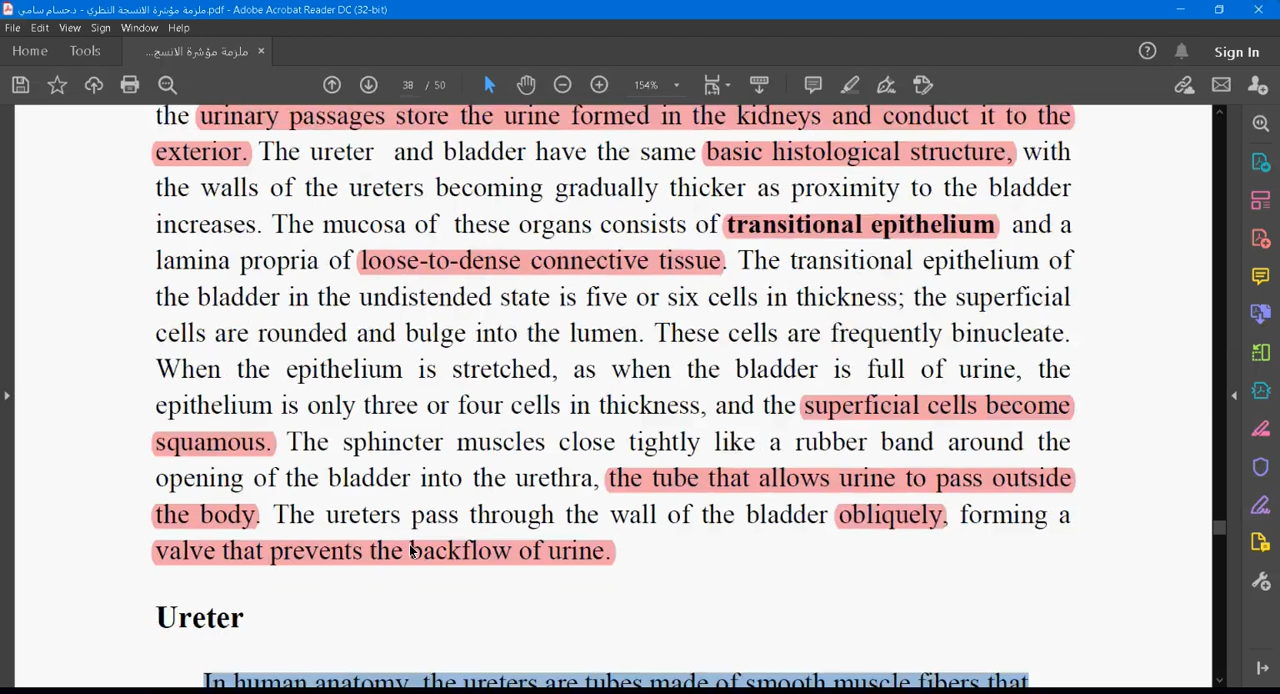 ملزمة مؤشرة الانسجة النظري - د.حسام سامي.pdf - Adobe Acrobat Reader DC (32-bit)
File Edit View Sign Window Help
Home Tools ملزمة مؤشرة الانسج... × Sign In
38 / 50 154%
the urinary passages store the urine formed in the kidneys and conduct it to the
exterior. The ureter and bladder have the same basic histological structure, with
the walls of the ureters becoming gradually thicker as proximity to the bladder
increases. The mucosa of these organs consists of transitional epithelium and a
lamina propria of loose-to-dense connective tissue. The transitional epithelium of
the bladder in the undistended state is five or six cells in thickness; the superficial
cells are rounded and bulge into the lumen. These cells are frequently binucleate.
When the epithelium is stretched, as when the bladder is full of urine, the
epithelium is only three or four cells in thickness, and the superficial cells become
squamous. The sphincter muscles close tightly like a rubber band around the
opening of the bladder into the urethra, the tube that allows urine to pass outside
the body. The ureters pass through the wall of the bladder obliquely, forming a
valve that prevents the backflow of urine.
Ureter
In human anatomy, the ureters are tubes made of smooth muscle fibers that